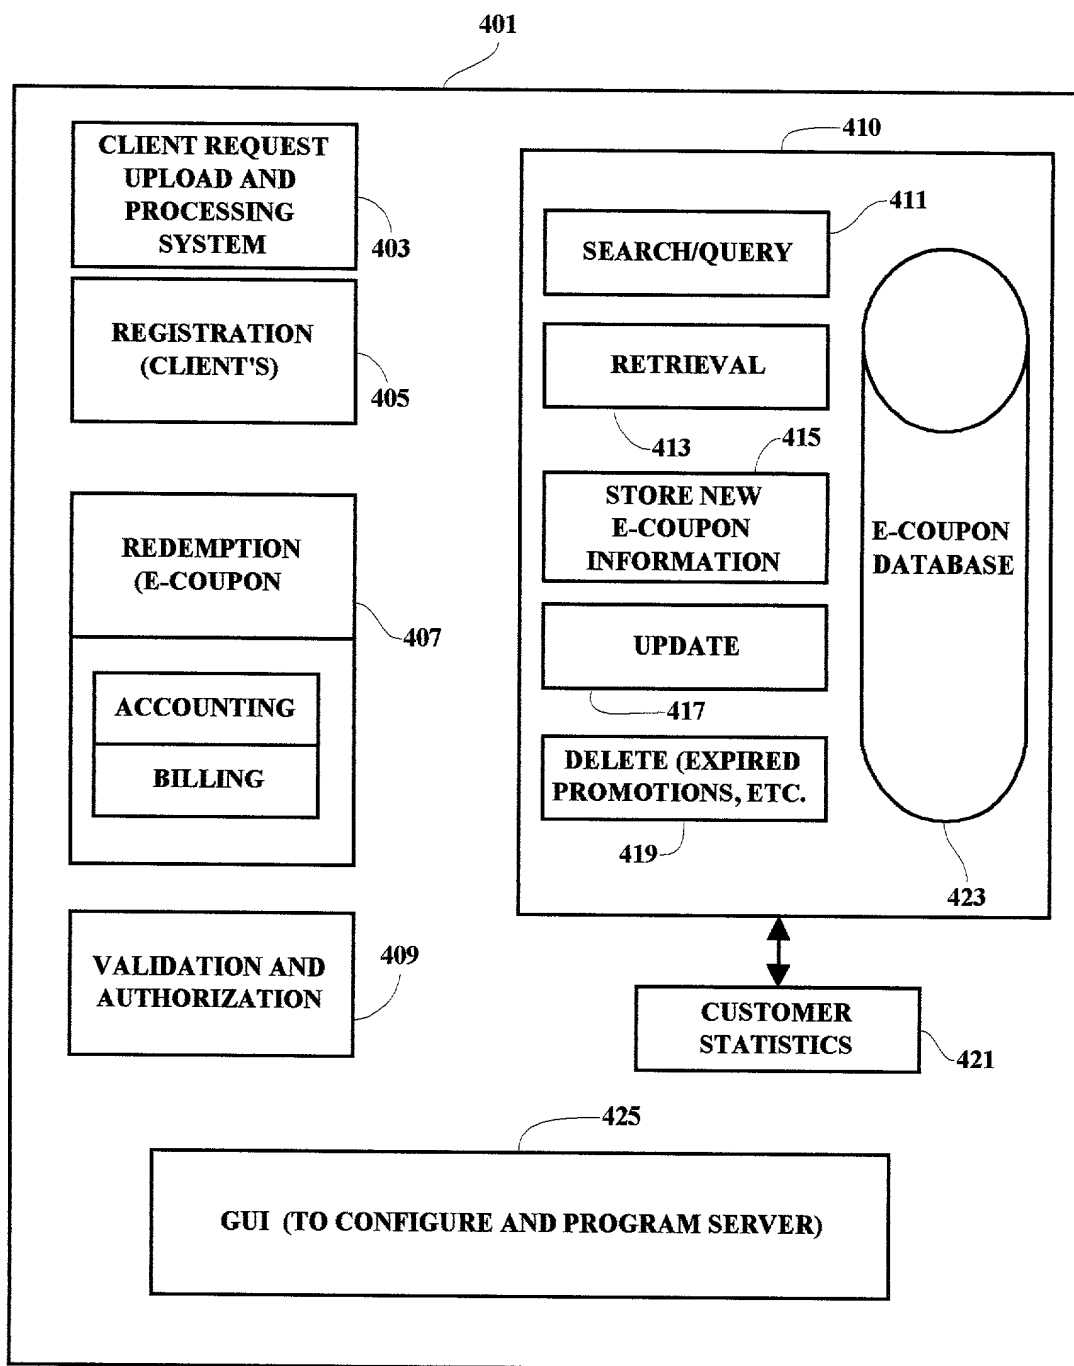 401
CLIENT REQUEST
UPLOAD AND
PROCESSING
SYSTEM
403
REGISTRATION
(CLIENT'S)
405
REDEMPTION
(E-COUPON
407
ACCOUNTING
BILLING
VALIDATION AND
AUTHORIZATION
409
410
SEARCH/QUERY
411
RETRIEVAL
413
415
STORE NEW
E-COUPON
INFORMATION
UPDATE
417
DELETE (EXPIRED
PROMOTIONS, ETC.
419
E-COUPON
DATABASE
423
CUSTOMER
STATISTICS
421
425
GUI (TO CONFIGURE AND PROGRAM SERVER)